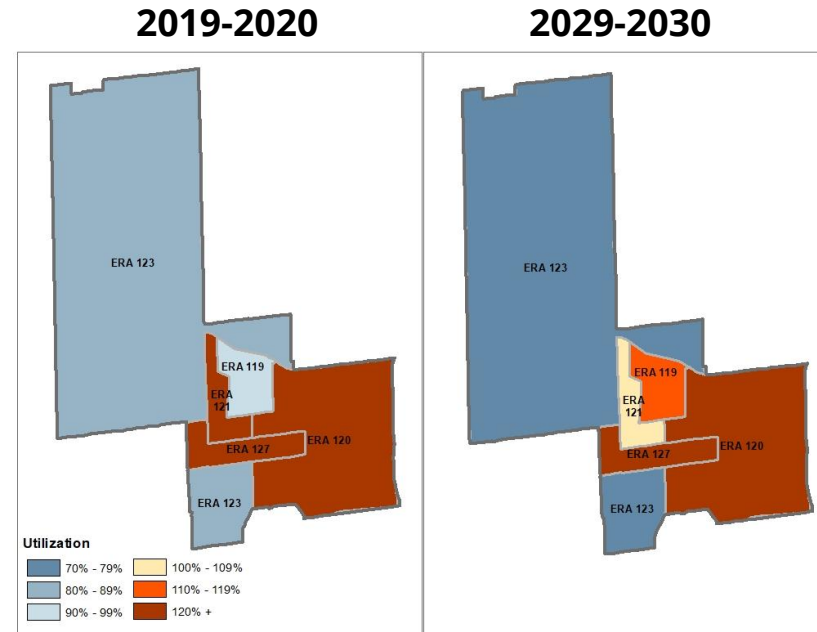 2019-2020
2029-2030
ERA 123
ERA 119
ERA
121
ERA 120
ERA 127
ERA 123
Utilization
70% - 79%
80% - 89%
90% - 99%
100% - 109%
110% - 119%
120% +
ERA 123
ERA 119
ERA
121
ERA 120
ERA 127
ERA 123